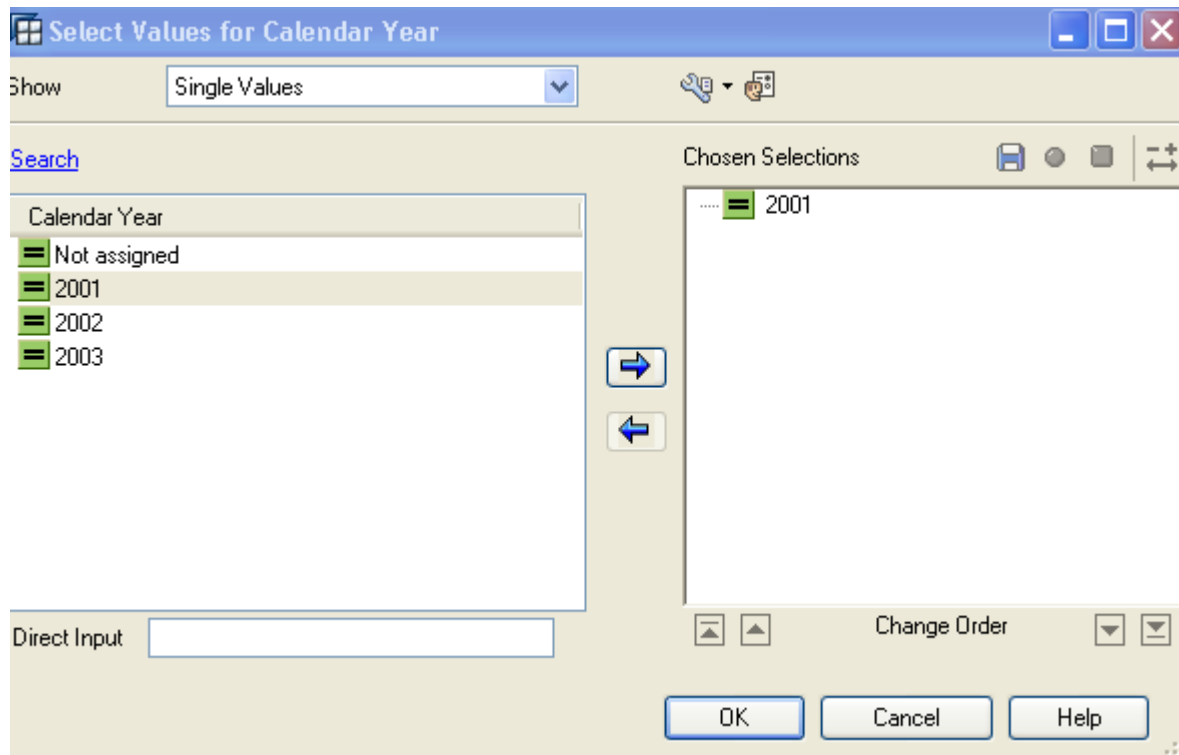 Select Values for Calendar Year
Show Single Values
Search
Chosen Selections
Calendar Year
Not assigned
2001
2002
2003
2001
Direct Input
Change Order
OK Cancel Help